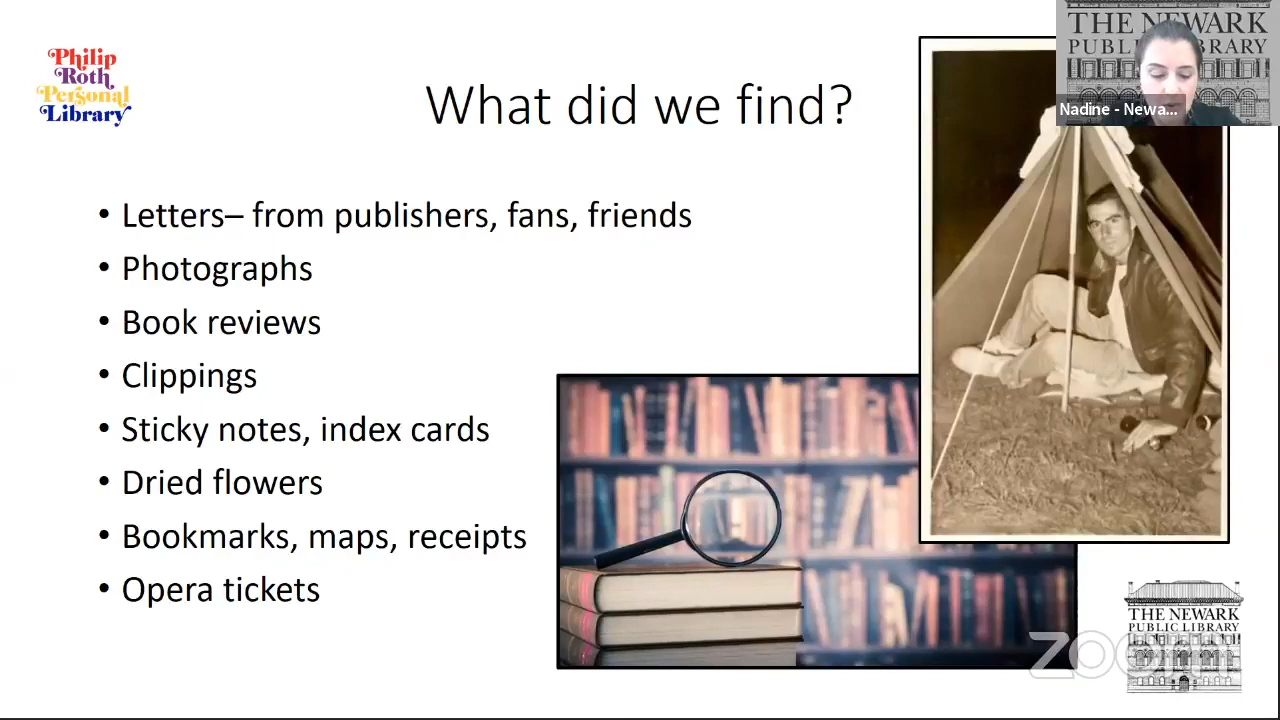 Philip
Roth
Personal
Library
What did we find?
THE NEWARK
PUBLIC LIBRARY
Nadine - Newa...
• Letters– from publishers, fans, friends
• Photographs
• Book reviews
• Clippings
• Sticky notes, index cards
• Dried flowers
• Bookmarks, maps, receipts
• Opera tickets
THE NEWARK
PUBLIC LIBRARY
zoom